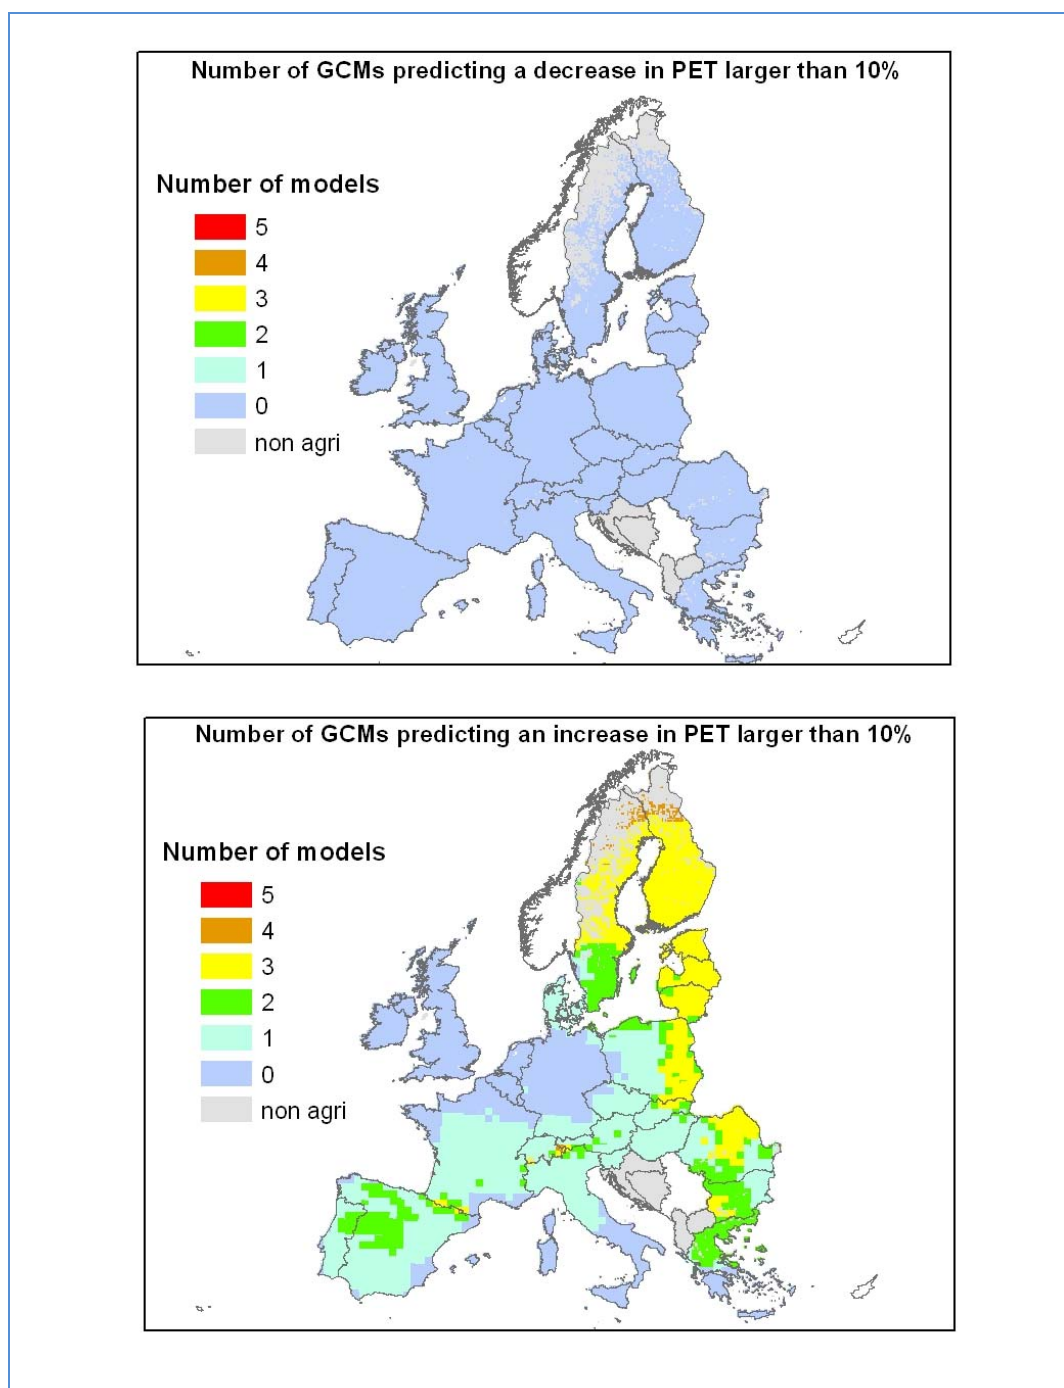 Number of GCMs predicting a decrease in PET larger than 10%
Number of models
5
4
3
2
1
0
non agri
Number of GCMs predicting an increase in PET larger than 10%
Number of models
5
4
3
2
1
0
non agri